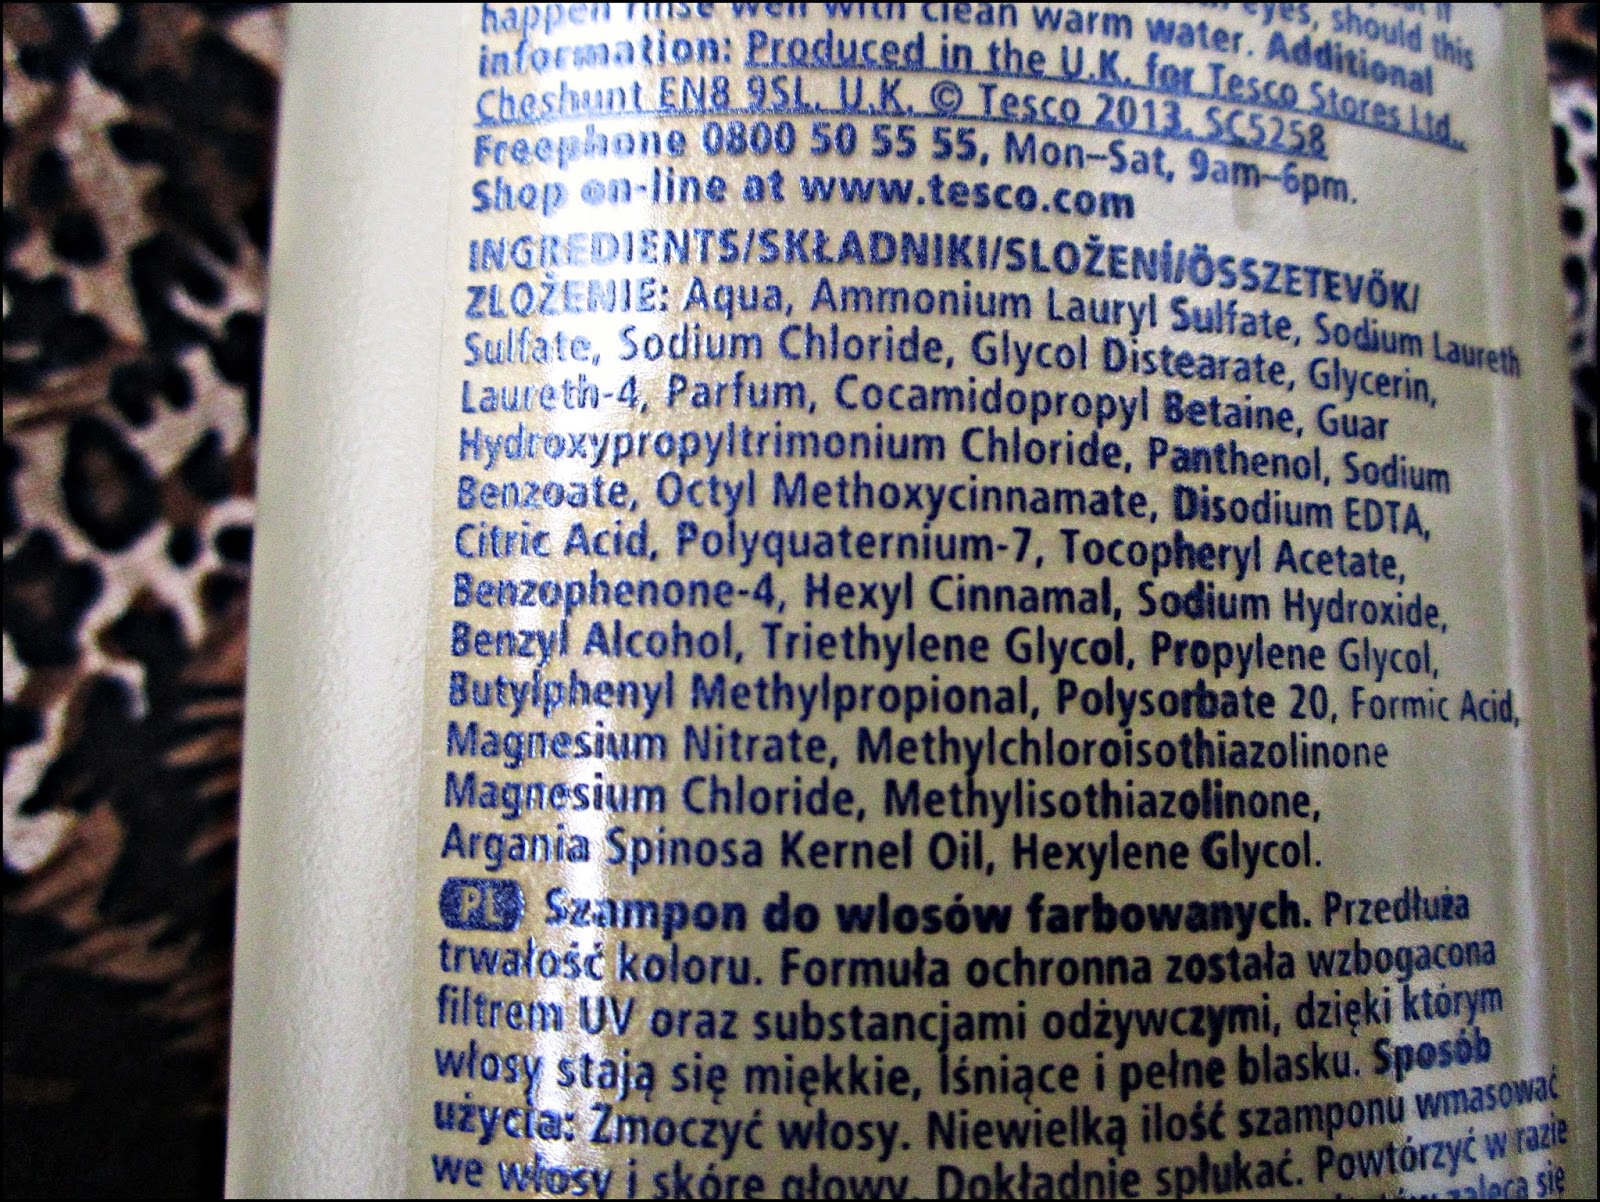 happen rinse well with clean warm water. Additional
eyes, should this
information: Produced in the U.K. for Tesco Stores Ltd.,
Cheshunt EN8 9SL, U.K. © Tesco 2013. SC5258
Freephone 0800 50 55 55, Mon–Sat, 9am–6pm.
Shop on-line at www.tesco.com
INGREDIENTS/SKŁADNIKI/SLOŽENÍ/ÖSSZETEVŐK/
ZLOŽENIE: Aqua, Ammonium Lauryl Sulfate, Sodium Laureth
Sulfate, Sodium Chloride, Glycol Distearate, Glycerin,
Laureth-4, Parfum, Cocamidopropyl Betaine, Guar
Hydroxypropyltrimonium Chloride, Panthenol, Sodium
Benzoate, Octyl Methoxycinnamate, Disodium EDTA,
Citric Acid, Polyquaternium-7, Tocopheryl Acetate,
Benzophenone-4, Hexyl Cinnamal, Sodium Hydroxide,
Benzyl Alcohol, Triethylene Glycol, Propylene Glycol,
Butylphenyl Methylpropional, Polysorbate 20, Formic Acid,
Magnesium Nitrate, Methylchloroisothiazolinone
Magnesium Chloride, Methylisothiazolinone,
Argania Spinosa Kernel Oil, Hexylene Glycol.
PL Szampon do włosów farbowanych. Przedłuża
trwałość koloru. Formuła ochronna została wzbogacona
filtrem UV oraz substancjami odżywczymi, dzięki którym
włosy stają się miękkie, lśniące i pełne blasku. Sposób
użycia: Zmoczyć włosy. Niewielką ilość szamponu wmasować
we włosy i skórę głowy. Dokładnie spłukać. Powtórzyć w razie
zaleca się